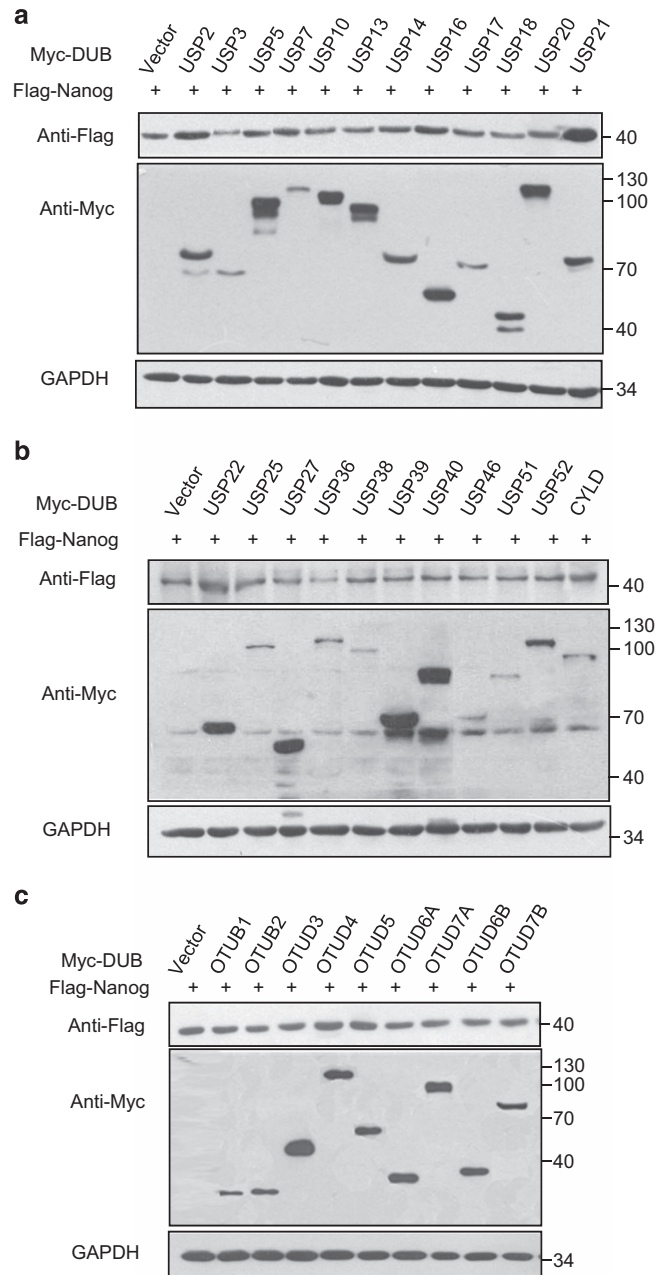 a
Myc-DUB Vector USP2 USP3 USP5 USP7 USP10 USP13 USP14 USP16 USP17 USP18 USP20 USP21
Flag-Nanog + + + + + + + + + + + + +
Anti-Flag 40
Anti-Myc 130
100
70
40
GAPDH 34
b
Myc-DUB Vector USP22 USP25 USP27 USP36 USP38 USP39 USP40 USP46 USP51 USP52 CYLD
Flag-Nanog + + + + + + + + + + + +
Anti-Flag 40
130
100
Anti-Myc 70
40
GAPDH 34
c
Myc-DUB Vector OTUB1 OTUB2 OTUD3 OTUD4 OTUD5 OTUD6A OTUD7A OTUD6B OTUD7B
Flag-Nanog + + + + + + + + + +
Anti-Flag 40
130
Anti-Myc 100
70
40
GAPDH 34